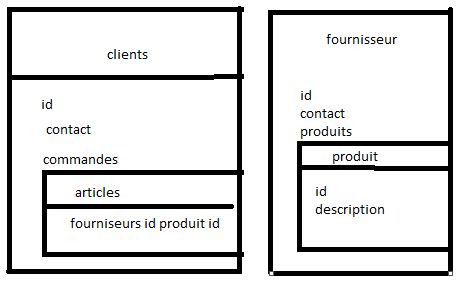 clients
id
contact
commandes
articles
fourniseurs id produit id
fournisseur
id
contact
produits
produit
id
description